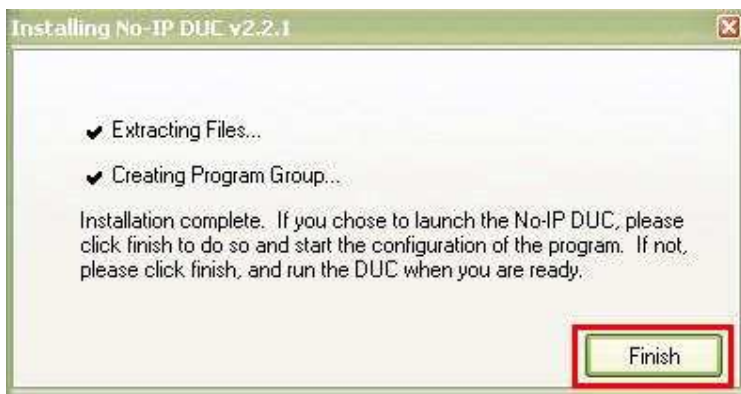 Installing No-IP DUC v2.2.1
Extracting Files...
Creating Program Group...
Installation complete. If you chose to launch the No-IP DUC, please
click finish to do so and start the configuration of the program. If not,
please click finish, and run the DUC when you are ready.
Finish